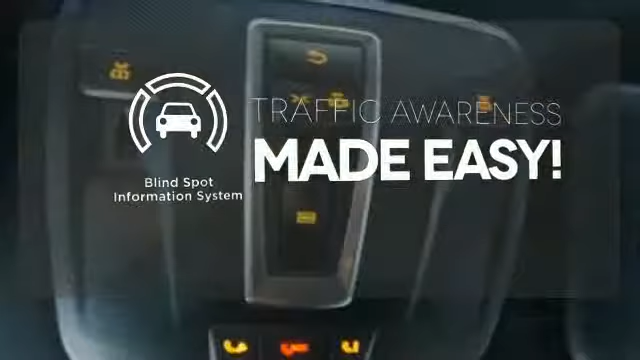 TRAFFIC AWARENESS
MADE EASY!
Blind Spot
Information System